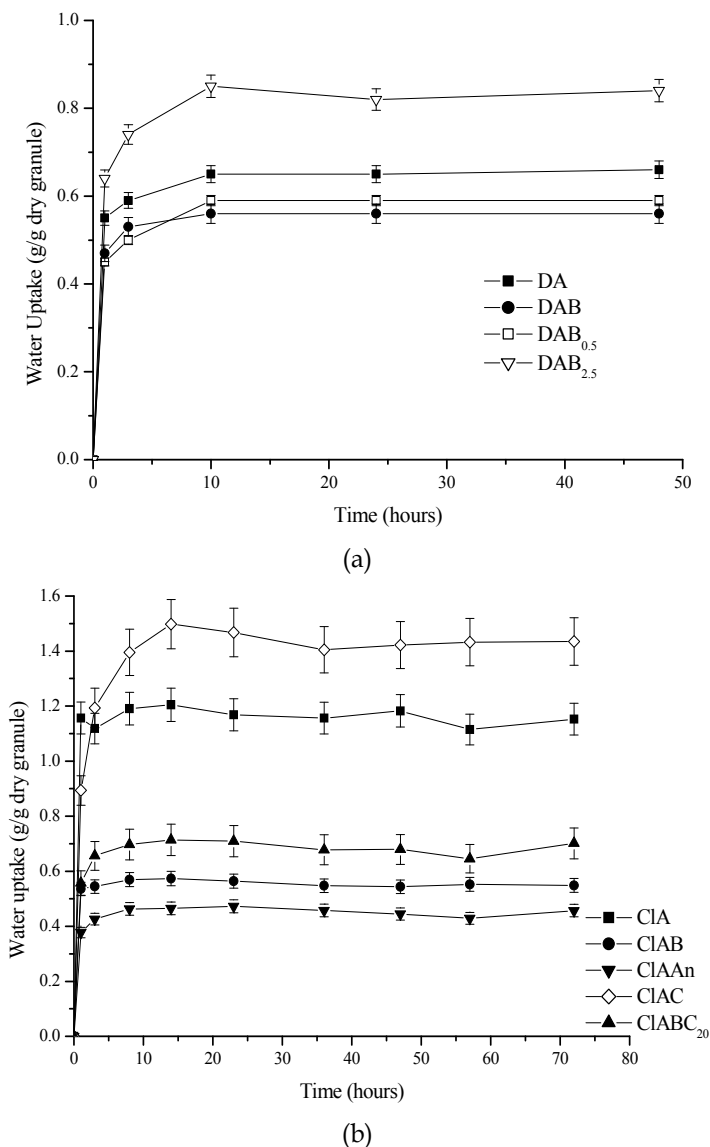 1.0
0.8
0.6
0.4
0.2
0.0
Water Uptake (g/g dry granule)
DA
DAB
DAB₀.₅
DAB₂.₅
0 10 20 30 40 50
Time (hours)
(a)
1.6
1.4
1.2
1.0
0.8
0.6
0.4
0.2
0.0
Water uptake (g/g dry granule)
ClA
ClAB
ClAAn
ClAC
ClABC₂₀
0 10 20 30 40 50 60 70 80
Time (hours)
(b)